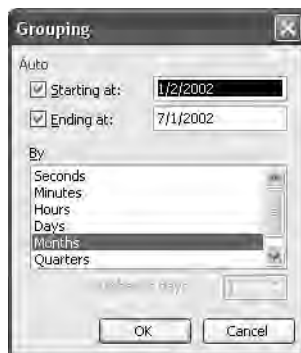 Grouping
Auto
Starting at: 1/2/2002
Ending at: 7/1/2002
By
Seconds
Minutes
Hours
Days
Months
Quarters
days:
OK Cancel